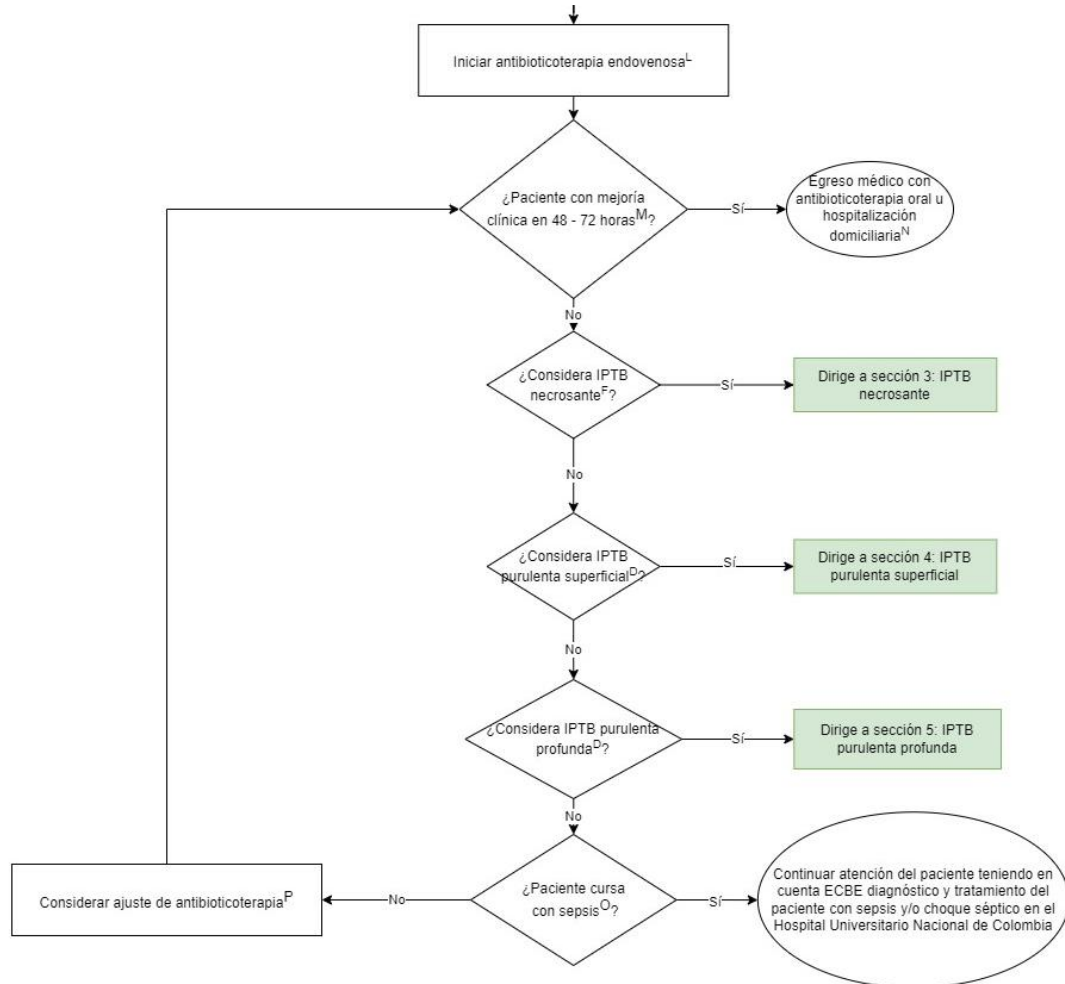 Iniciar antibioticoterapia endovenosaL
¿Paciente con mejoría
clínica en 48 - 72 horasM?
Sí
Egreso médico con
antibioticoterapia oral u
hospitalización
domiciliariaN
No
¿Considera IPTB
necrosanteF?
Sí
Dirige a sección 3: IPTB
necrosante
No
¿Considera IPTB
purulenta superficialD?
Sí
Dirige a sección 4: IPTB
purulenta superficial
No
¿Considera IPTB purulenta
profundaD?
Sí
Dirige a sección 5: IPTB
purulenta profunda
No
¿Paciente cursa
con sepsisO?
Sí
Continuar atención del paciente teniendo en
cuenta ECBE diagnóstico y tratamiento del
paciente con sepsis y/o choque séptico en el
Hospital Universitario Nacional de Colombia
No
Considerar ajuste de antibioticoterapiaP